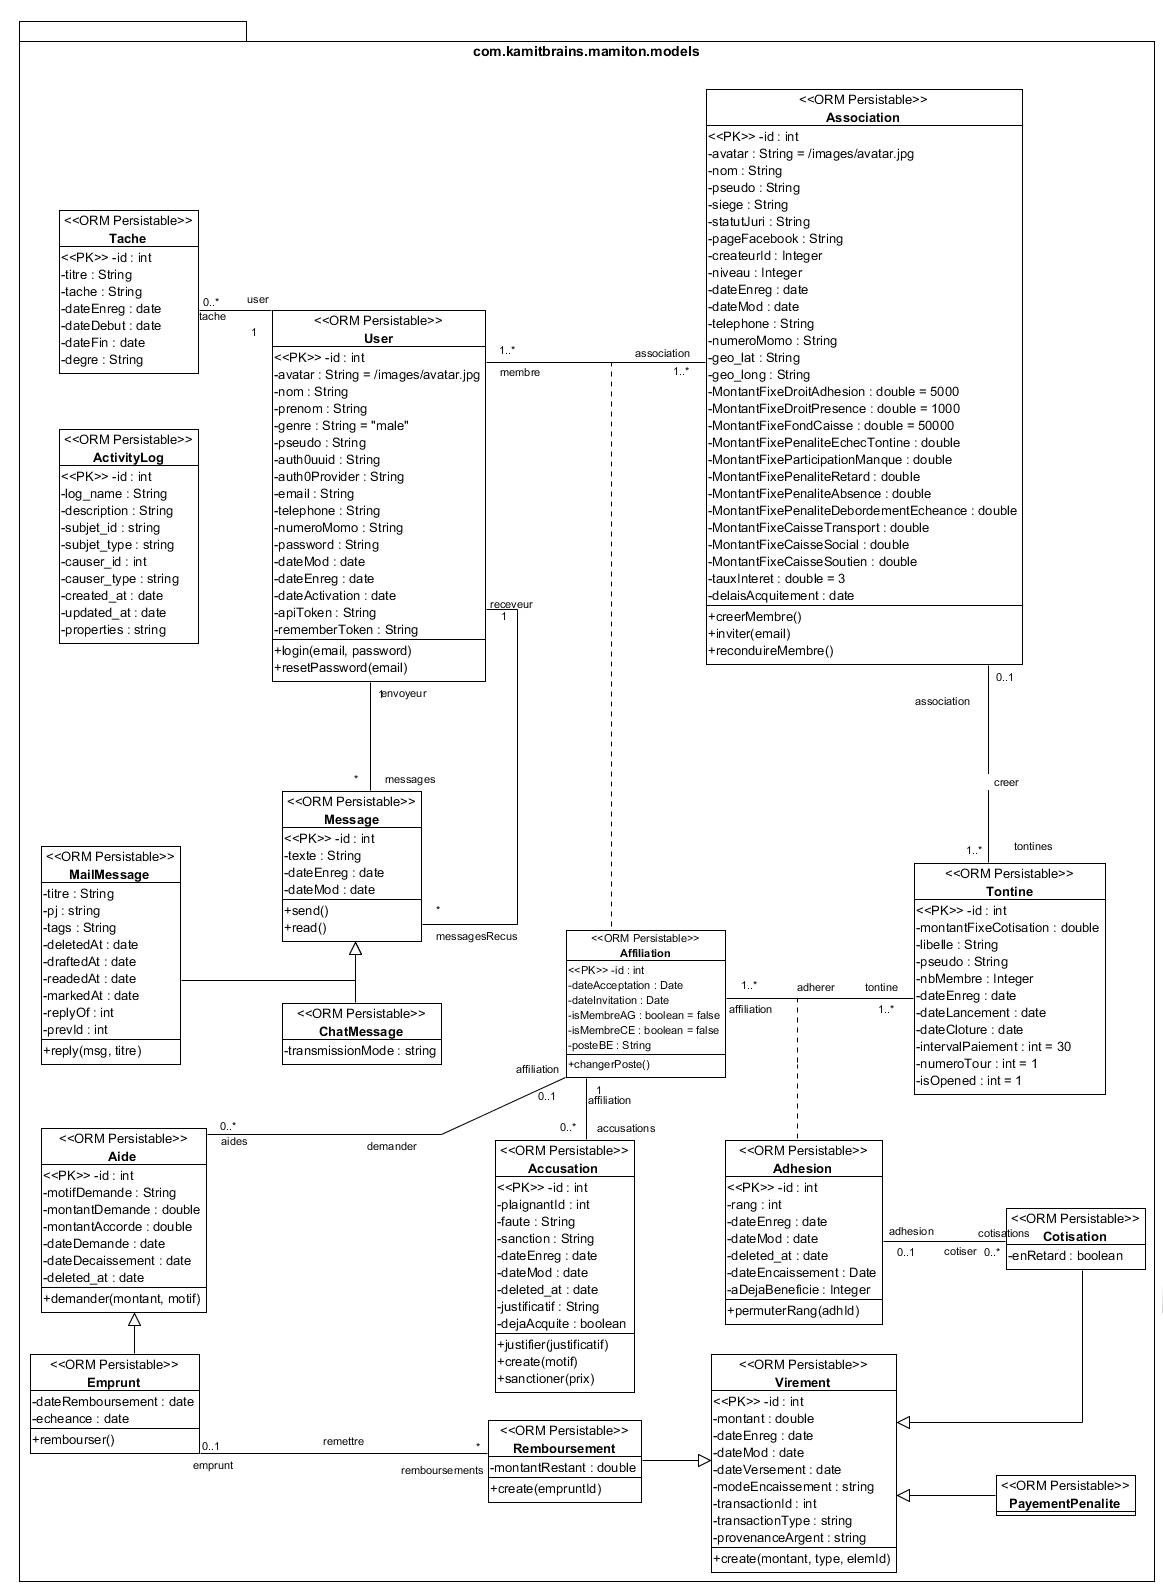 com.kamitbrains.mamiton.models
<<ORM Persistable>>
Association
<<PK>> -id : int
-avatar : String = /images/avatar.jpg
-nom : String
-pseudo : String
-siege : String
-statutJuri : String
-pageFacebook : String
-createurId : Integer
-niveau : Integer
-dateEnreg : date
-dateMod : date
-telephone : String
-numeroMomo : String
-geo_lat : String
-geo_long : String
-MontantFixeDroitAdhesion : double = 5000
-MontantFixeDroitPresence : double = 1000
-MontantFixeFondCaisse : double = 50000
-MontantFixePenaliteEchecTontine : double
-MontantFixeParticipationManque : double
-MontantFixePenaliteRetard : double
-MontantFixePenaliteAbsence : double
-MontantFixePenaliteDebordementEcheance : double
-MontantFixeCaisseTransport : double
-MontantFixeCaisseSocial : double
-MontantFixeCaisseSoutien : double
-tauxInteret : double = 3
-delaisAcquitement : date
+creerMembre()
+inviter(email)
+reconduireMembre()
<<ORM Persistable>>
Tache
<<PK>> -id : int
-titre : String
-tache : String
-dateEnreg : date
-dateDebut : date
-dateFin : date
-degre : String
0..*
user
tache
1
<<ORM Persistable>>
User
<<PK>> -id : int
-avatar : String = /images/avatar.jpg
-nom : String
-prenom : String
-genre : String = "male"
-pseudo : String
-auth0uuid : String
-auth0Provider : String
-email : String
-telephone : String
-numeroMomo : String
-password : String
-dateMod : date
-dateEnreg : date
-dateActivation : date
-apiToken : String
-rememberToken : String
+login(email, password)
+resetPassword(email)
1..*
membre
association
1..*
<<ORM Persistable>>
ActivityLog
<<PK>> -id : int
-log_name : String
-description : String
-subjet_id : string
-subjet_type : string
-causer_id : int
-causer_type : string
-created_at : date
-updated_at : date
-properties : string
receveur
1
1
envoyeur
*
messages
0..1
association
creer
1..*
tontines
<<ORM Persistable>>
Message
<<PK>> -id : int
-texte : String
-dateEnreg : date
-dateMod : date
+send()
+read()
*
messagesRecus
<<ORM Persistable>>
MailMessage
-titre : String
-pj : string
-tags : String
-deletedAt : date
-draftedAt : date
-readedAt : date
-markedAt : date
-replyOf : int
-prevId : int
+reply(msg, titre)
<<ORM Persistable>>
ChatMessage
-transmissionMode : string
<<ORM Persistable>>
Affiliation
<<PK>> -id : int
-dateAcceptation : Date
-dateInvitation : Date
-isMembreAG : boolean = false
-isMembreCE : boolean = false
-posteBE : String
+changerPoste()
1..*
adherer
tontine
affiliation
1..*
<<ORM Persistable>>
Tontine
<<PK>> -id : int
-montantFixeCotisation : double
-libelle : String
-pseudo : String
-nbMembre : Integer
-dateEnreg : date
-dateLancement : date
-dateCloture : date
-intervalPaiement : int = 30
-numeroTour : int = 1
-isOpened : int = 1
affiliation
0..1
1
affiliation
0..*
aides
demander
0..*
accusations
<<ORM Persistable>>
Aide
<<PK>> -id : int
-motifDemande : String
-montantDemande : double
-montantAccorde : double
-dateDemande : date
-dateDecaissement : date
-deleted_at : date
+demander(montant, motif)
<<ORM Persistable>>
Accusation
<<PK>> -id : int
-plaignantId : int
-faute : String
-sanction : String
-dateEnreg : date
-dateMod : date
-deleted_at : date
-justificatif : String
-dejaAcquite : boolean
+justifier(justificatif)
+create(motif)
+sanctioner(prix)
<<ORM Persistable>>
Adhesion
<<PK>> -id : int
-rang : int
-dateEnreg : date
-dateMod : date
-deleted_at : date
-dateEncaissement : Date
-aDejaBeneficie : Integer
+permuterRang(adhId)
adhesion
cotisations
0..1
cotiser
0..*
<<ORM Persistable>>
Cotisation
-enRetard : boolean
<<ORM Persistable>>
Emprunt
-dateRemboursement : date
-echeance : date
+rembourser()
0..1
remettre
*
emprunt
remboursements
<<ORM Persistable>>
Remboursement
-montantRestant : double
+create(empruntId)
<<ORM Persistable>>
Virement
<<PK>> -id : int
-montant : double
-dateEnreg : date
-dateMod : date
-dateVersement : date
-modeEncaissement : string
-transactionId : int
-transactionType : string
-provenanceArgent : string
+create(montant, type, elemId)
<<ORM Persistable>>
PayementPenalite